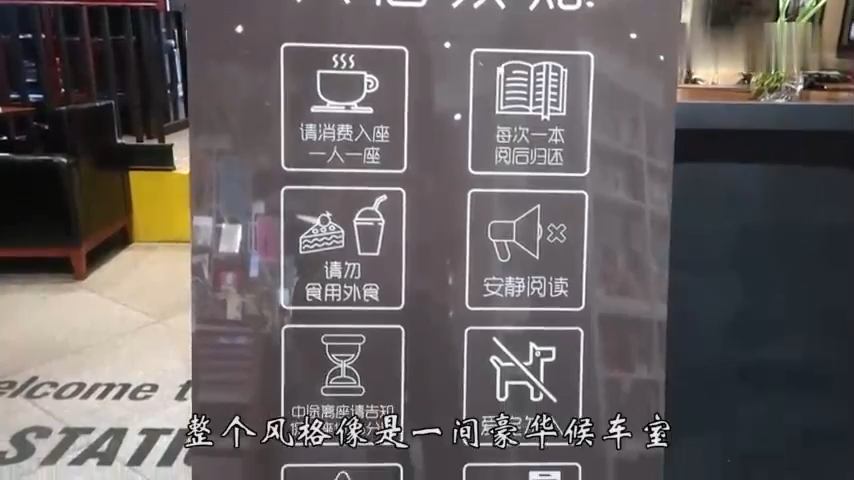 请消费入座
一人一座
每次一本
阅后归还
请勿
食用外食
安静阅读
中途离座请告知
整个风格像是一间豪华候车室
elcome t
STATI